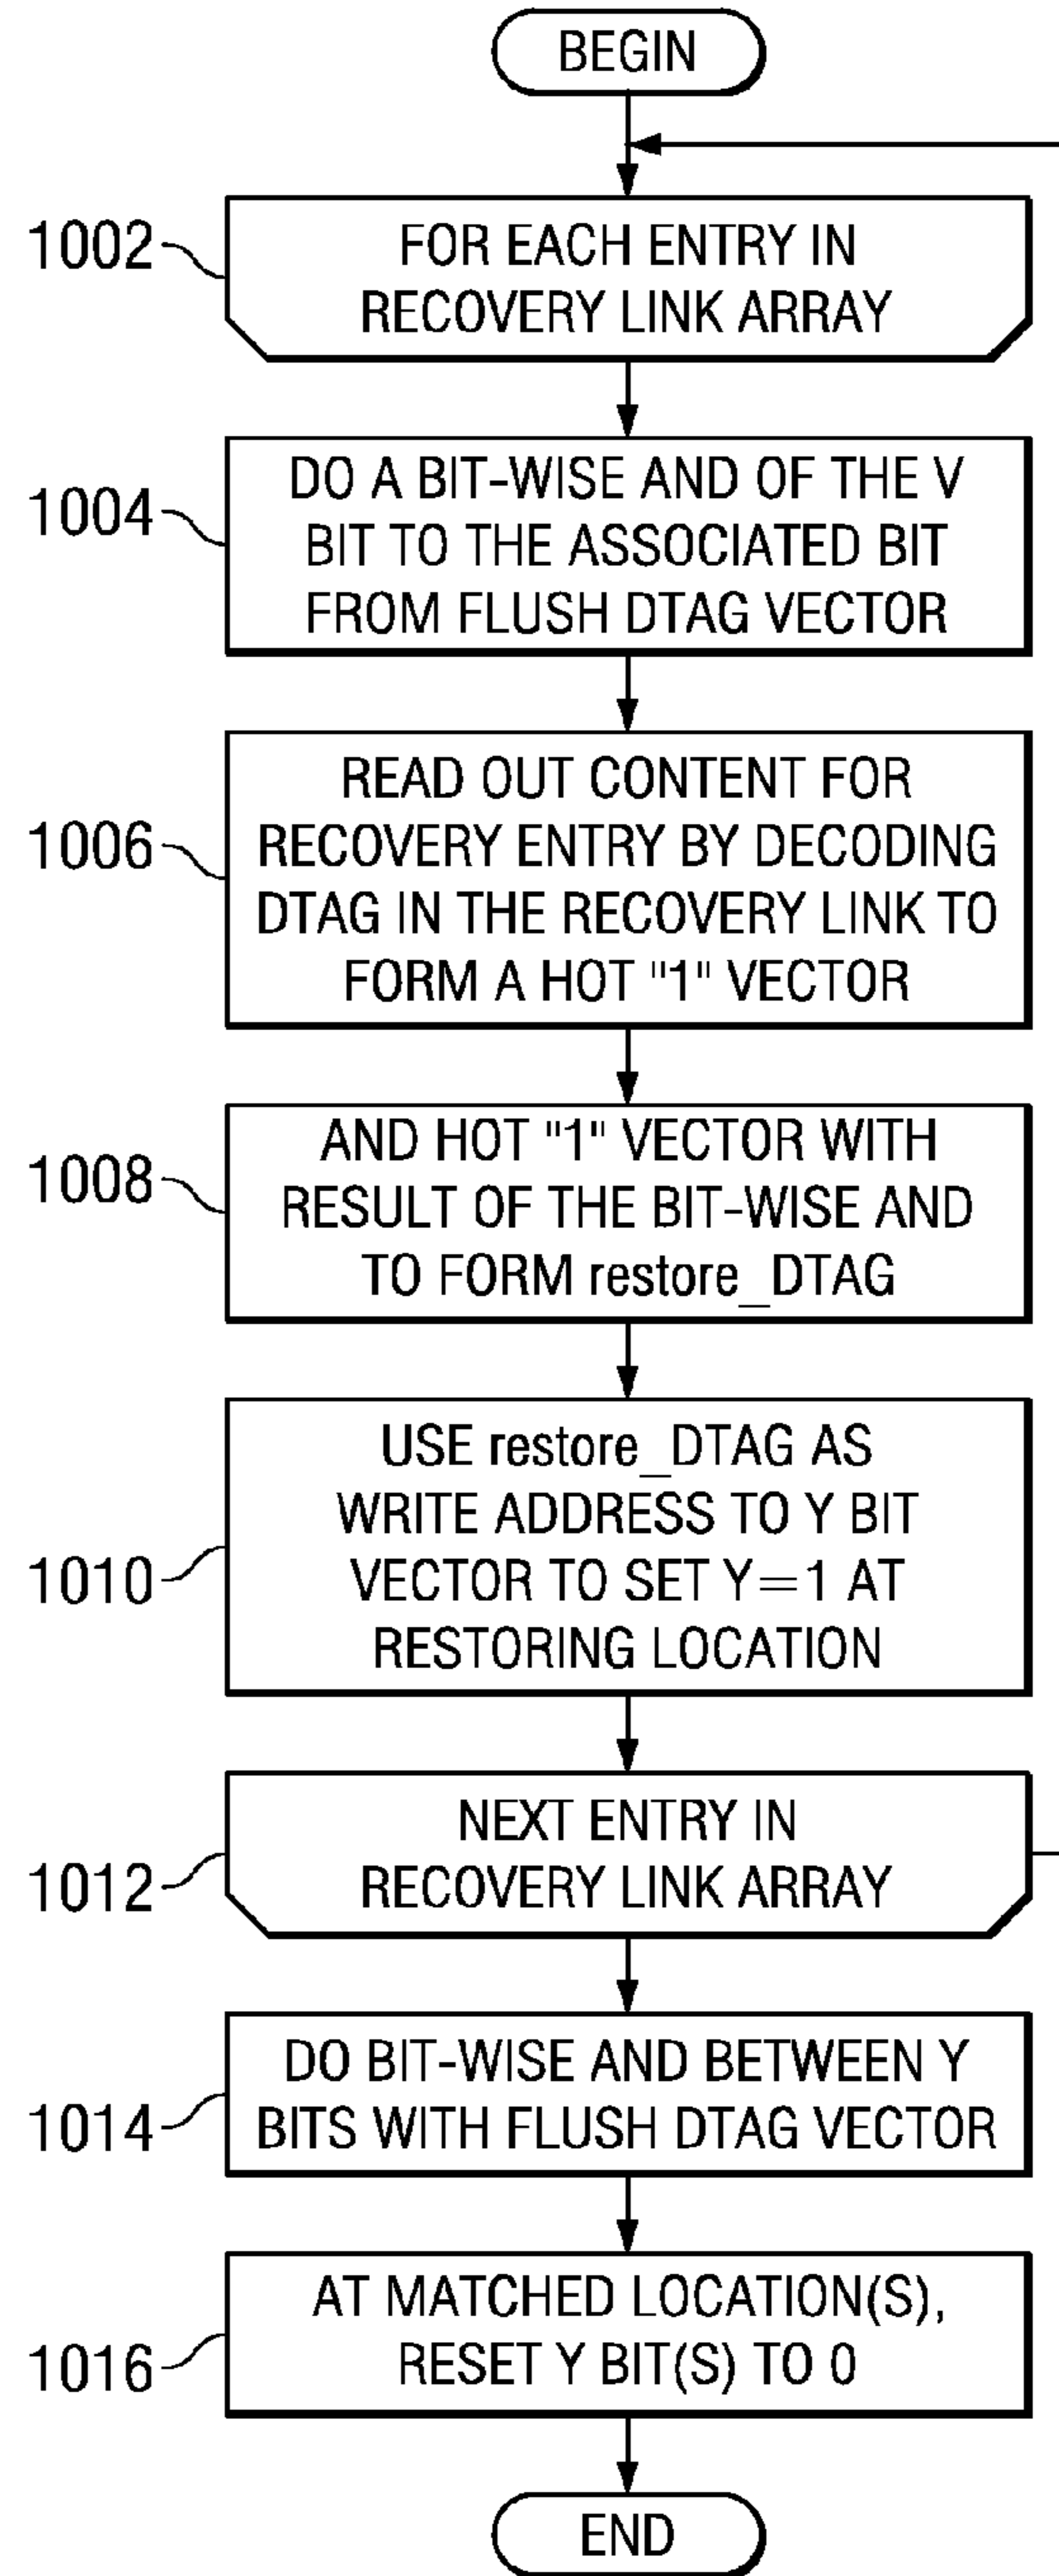 BEGIN
1002
FOR EACH ENTRY IN
RECOVERY LINK ARRAY
1004
DO A BIT-WISE AND OF THE V
BIT TO THE ASSOCIATED BIT
FROM FLUSH DTAG VECTOR
1006
READ OUT CONTENT FOR
RECOVERY ENTRY BY DECODING
DTAG IN THE RECOVERY LINK TO
FORM A HOT "1" VECTOR
1008
AND HOT "1" VECTOR WITH
RESULT OF THE BIT-WISE AND
TO FORM restore_DTAG
1010
USE restore_DTAG AS
WRITE ADDRESS TO Y BIT
VECTOR TO SET Y=1 AT
RESTORING LOCATION
1012
NEXT ENTRY IN
RECOVERY LINK ARRAY
1014
DO BIT-WISE AND BETWEEN Y
BITS WITH FLUSH DTAG VECTOR
1016
AT MATCHED LOCATION(S),
RESET Y BIT(S) TO 0
END